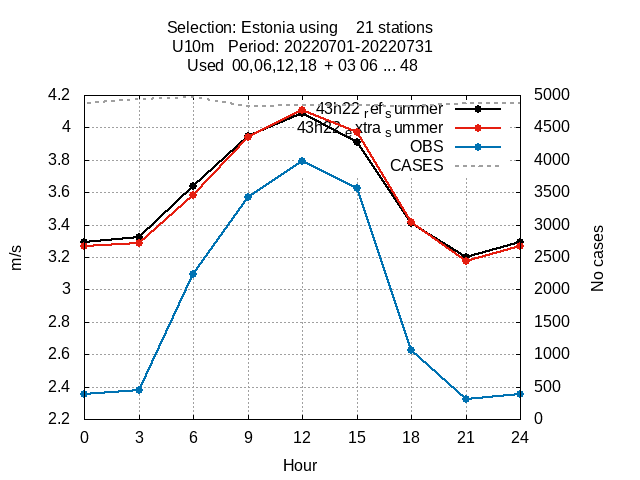 Selection: Estonia using    21 stations
U10m   Period: 20220701-20220731
Used  00,06,12,18  + 03 06 ... 48
4.2
4
3.8
3.6
3.4
3.2
3
2.8
2.6
2.4
2.2
5000
4500
4000
3500
3000
2500
2000
1500
1000
500
0
43h22_ref_summer
43h22_extra_summer
OBS
CASES
m/s
No cases
0 3 6 9 12 15 18 21 24
Hour